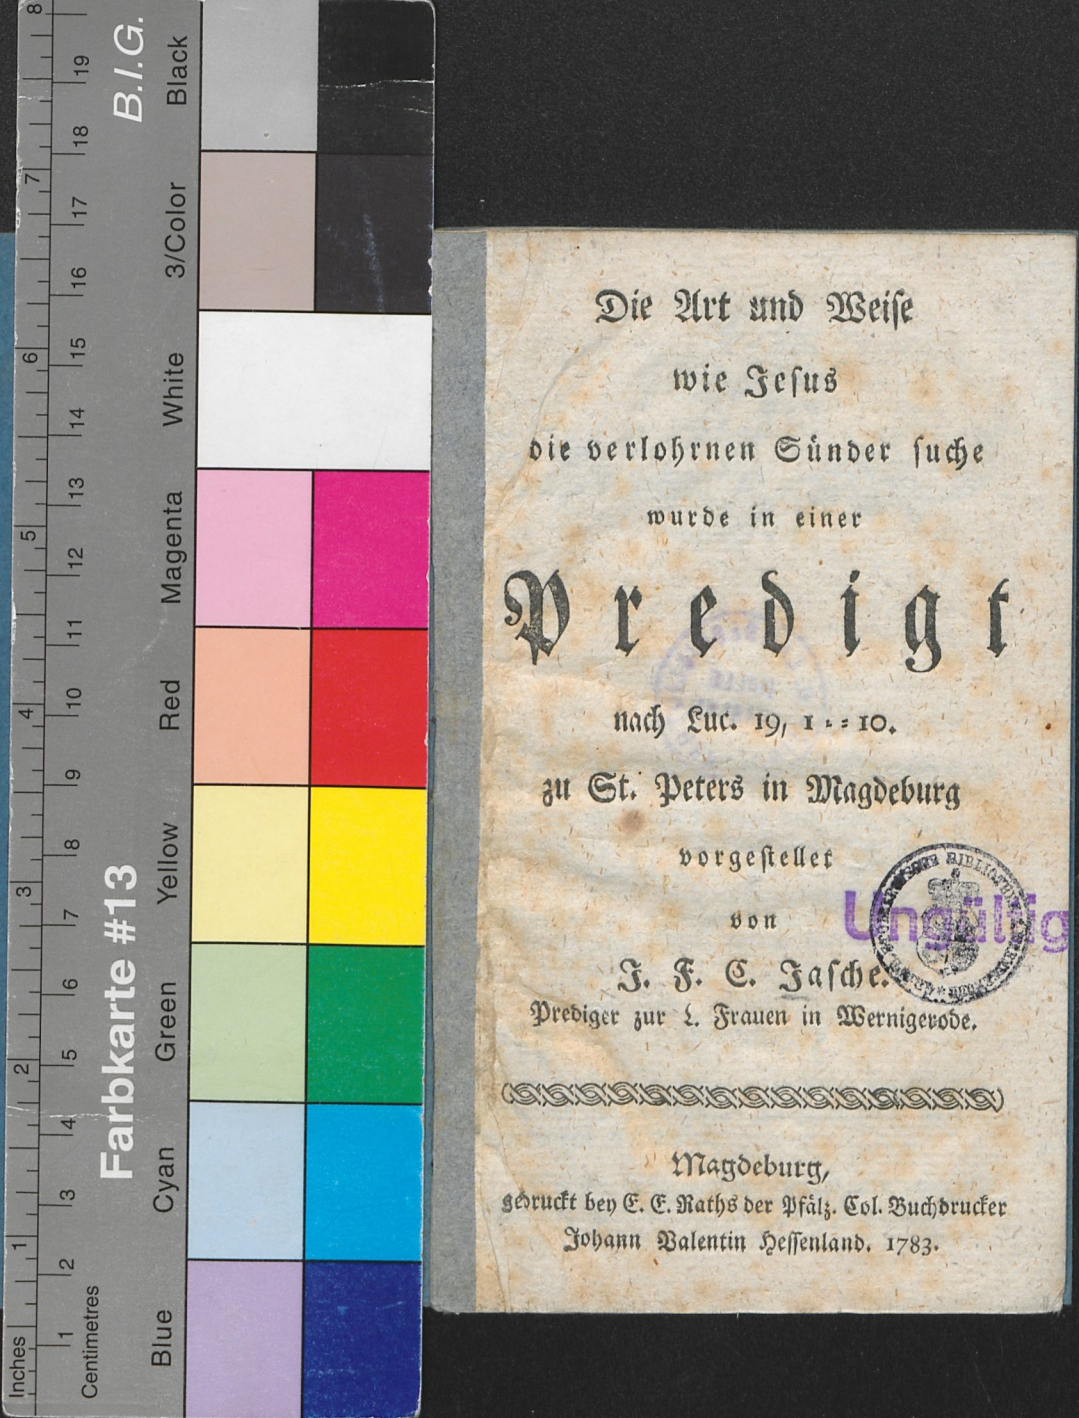 Die Art und Weiſe
wie Jeſus
die verlohrnen Sünder ſuche
wurde in einer
Predigt
nach Luc. 19, 1 - = 10.
zu St. Peters in Magdeburg
vorgeſtellet
von
J. F. C. Jaſche.
Prediger zur L. Frauen in Wernigerode.
Magdeburg,
gedruckt bey E. E. Raths der Pfälz. Col. Buchdrucker
Johann Valentin Heſſenland. 1783.
Ungültig
BIBLIOTHEK
Farbkarte #13
B.I.G.
Blue
Cyan
Green
Yellow
Red
Magenta
White
3/Color
Black
Centimetres
1 2 3 4 5 6 7 8 9 10 11 12 13 14 15 16 17 18 19
Inches
1 2 3 4 5 6 7 8